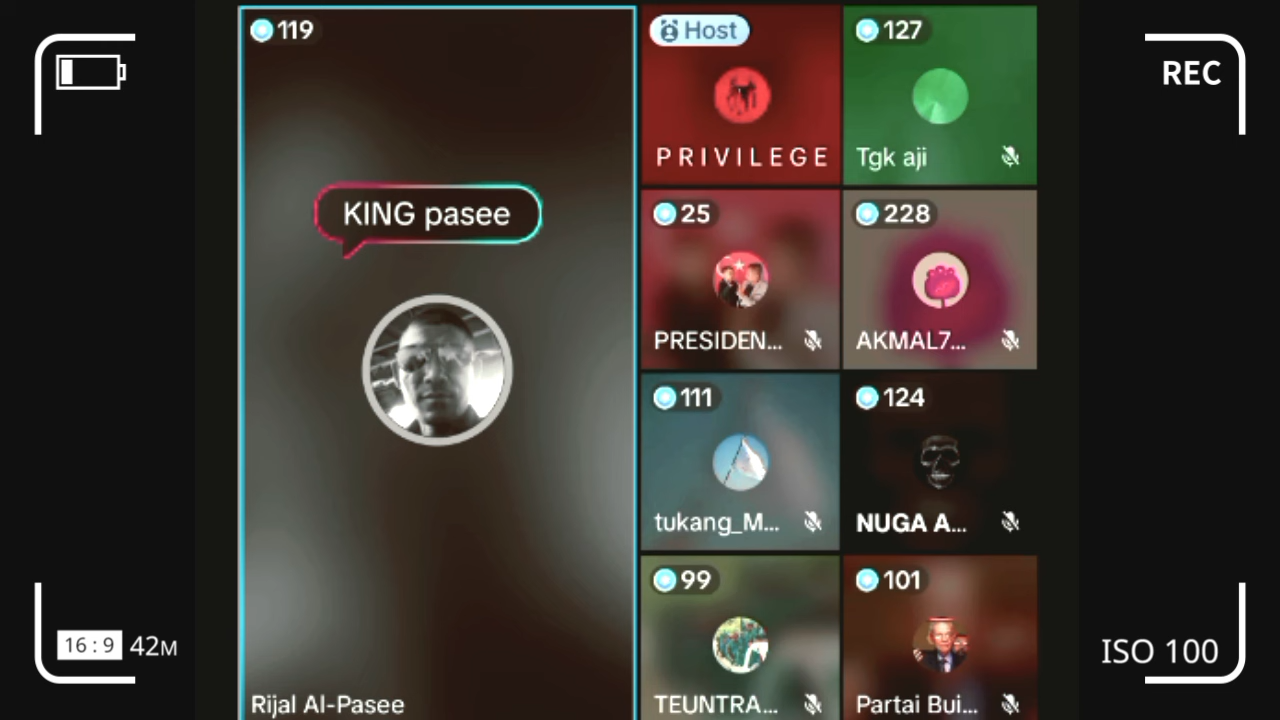 119
KING pasee
Rijal Al-Pasee
Host
PRIVILEGE
127
Tgk aji
25
PRESIDEN...
228
AKMAL7...
111
tukang_M...
124
NUGA A...
99
TEUNTRA...
101
Partai Bui...
REC
16:9 42M
ISO 100